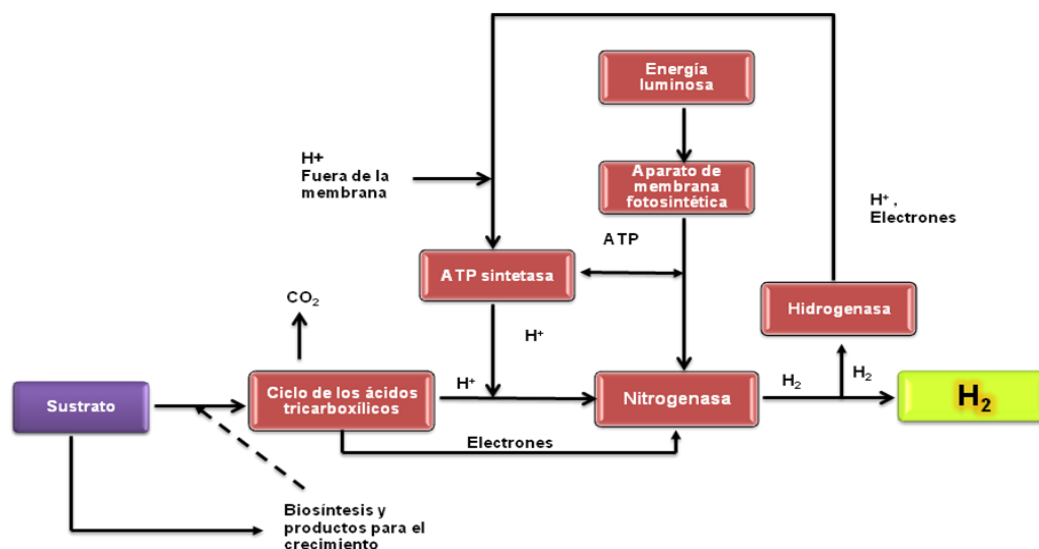 Energía
luminosa
H+
Fuera de la
membrana
Aparato de
membrana
fotosintética
H⁺ ,
Electrones
ATP
ATP sintetasa
Hidrogenasa
CO₂
H⁺
Sustrato
Ciclo de los ácidos
tricarboxílicos
H⁺
Nitrogenasa
H₂
H₂
H₂
Electrones
Biosíntesis y
productos para el
crecimiento